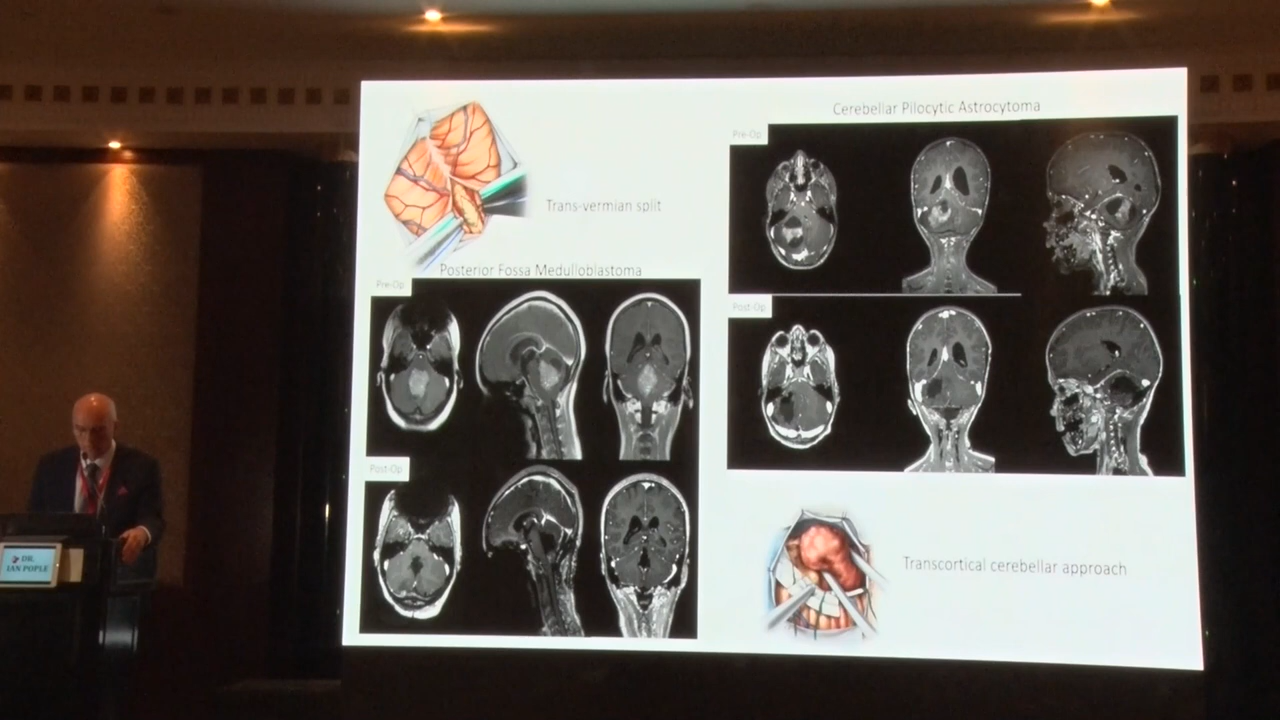 Trans-vermian split
Posterior Fossa Medulloblastoma
Pre-Op
Post-Op
Cerebellar Pilocytic Astrocytoma
Pre-Op
Post-Op
Transcortical cerebellar approach
DR.
IAN POPLE